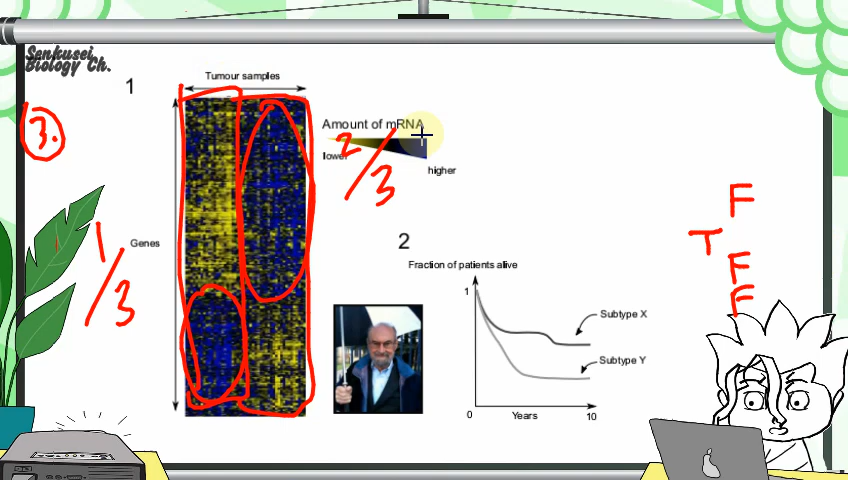 Senkusei
Biology Ch.
1
Tumour samples
3.
Amount of mRNA
lower
higher
2/3
Genes
1/3
2
Fraction of patients alive
1
Subtype X
Subtype Y
0
Years
10
F
T
F
F